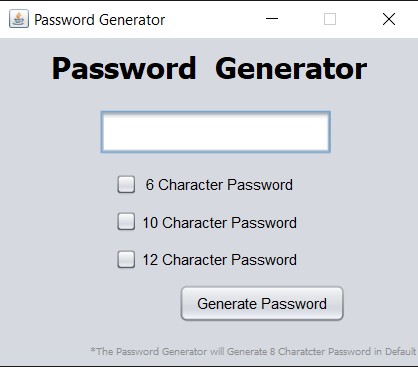 Password Generator
Password Generator
6 Character Password
10 Character Password
12 Character Password
Generate Password
*The Password Generator will Generate 8 Charatcter Password in Default